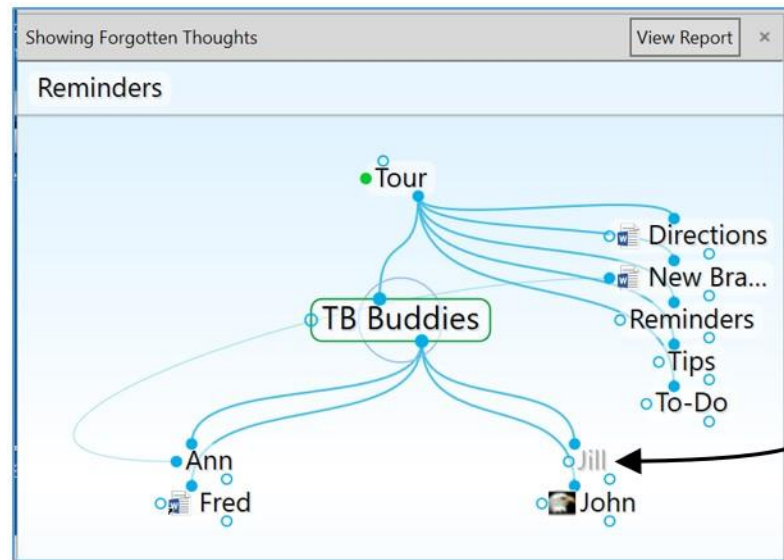 Showing Forgotten Thoughts View Report ×
Reminders
Tour
Directions
New Bra...
TB Buddies
Reminders
Tips
To-Do
Ann
Jill
Fred
John